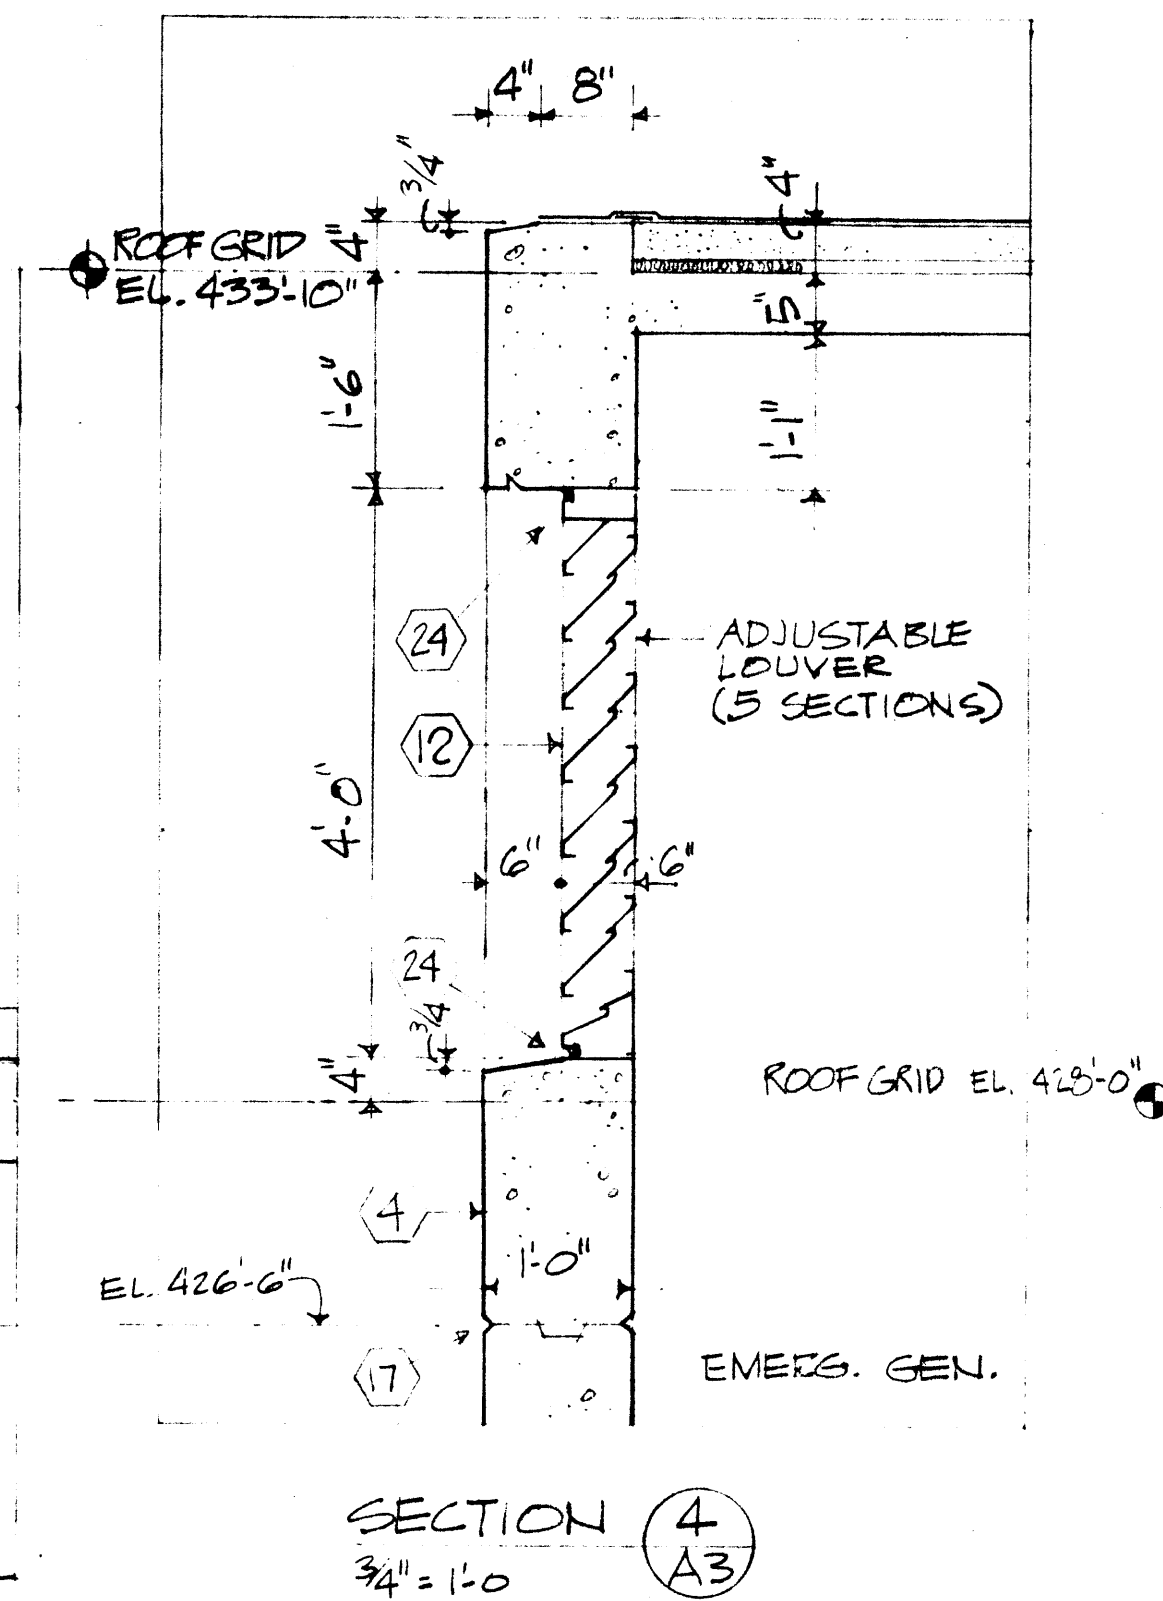 4" 8"
3/4"
4"
4"
ROOF GRID
EL. 433'-10"
5"
1'-6"
1'-1"
24
ADJUSTABLE
LOUVER
(5 SECTIONS)
12
4'-0"
6" 6"
24
3/4
4"
ROOF GRID EL. 428'-0"
4
1'-0"
EL. 426'-6"
17
EMERG. GEN.
SECTION 4
A3
3/4" = 1'-0